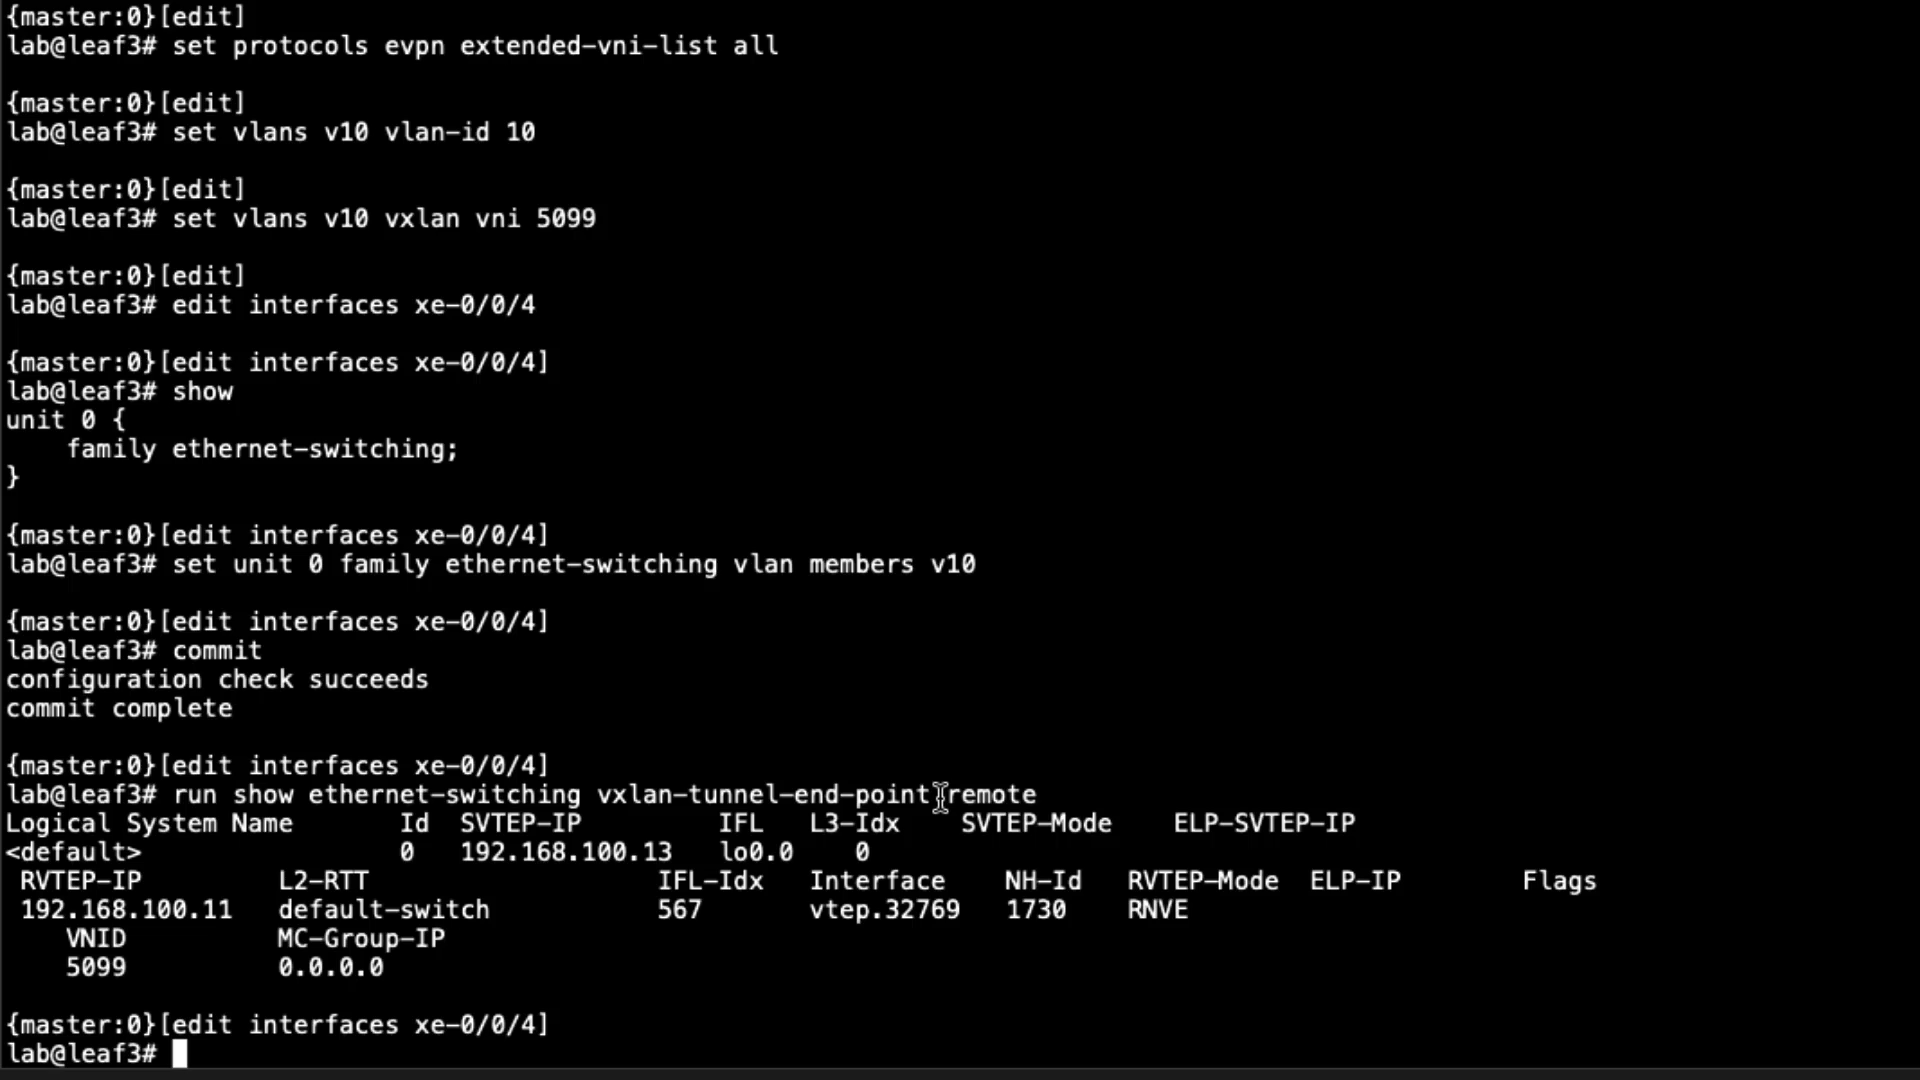 {master:0}[edit]
lab@leaf3# set protocols evpn extended-vni-list all
{master:0}[edit]
lab@leaf3# set vlans v10 vlan-id 10
{master:0}[edit]
lab@leaf3# set vlans v10 vxlan vni 5099
{master:0}[edit]
lab@leaf3# edit interfaces xe-0/0/4
{master:0}[edit interfaces xe-0/0/4]
lab@leaf3# show
unit 0 {
    family ethernet-switching;
}
{master:0}[edit interfaces xe-0/0/4]
lab@leaf3# set unit 0 family ethernet-switching vlan members v10
{master:0}[edit interfaces xe-0/0/4]
lab@leaf3# commit
configuration check succeeds
commit complete
{master:0}[edit interfaces xe-0/0/4]
lab@leaf3# run show ethernet-switching vxlan-tunnel-end-point remote
Logical System Name       Id  SVTEP-IP         IFL   L3-Idx    SVTEP-Mode    ELP-SVTEP-IP
<default>                 0   192.168.100.13   lo0.0    0
 RVTEP-IP         L2-RTT                   IFL-Idx   Interface    NH-Id   RVTEP-Mode  ELP-IP        Flags
 192.168.100.11   default-switch           567       vtep.32769   1730    RNVE
    VNID          MC-Group-IP
    5099          0.0.0.0
{master:0}[edit interfaces xe-0/0/4]
lab@leaf3#